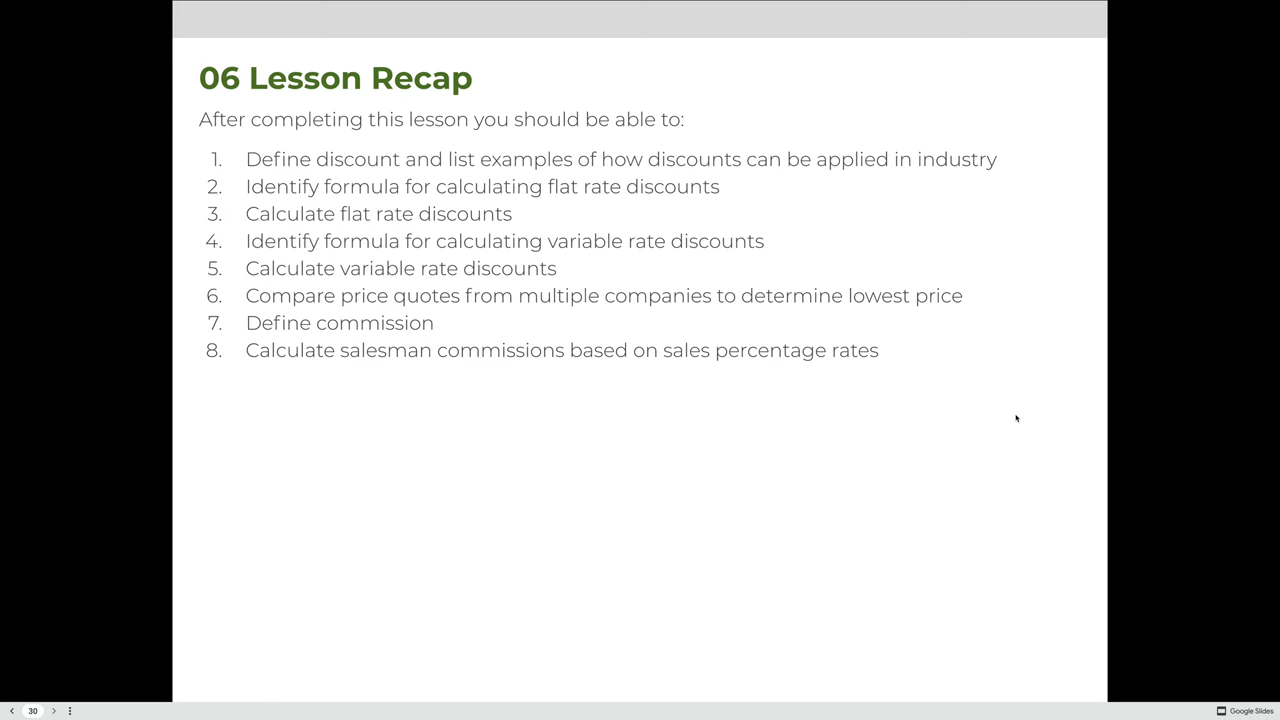 06 Lesson Recap
After completing this lesson you should be able to:
1. Define discount and list examples of how discounts can be applied in industry
2. Identify formula for calculating flat rate discounts
3. Calculate flat rate discounts
4. Identify formula for calculating variable rate discounts
5. Calculate variable rate discounts
6. Compare price quotes from multiple companies to determine lowest price
7. Define commission
8. Calculate salesman commissions based on sales percentage rates
30
Google Slides